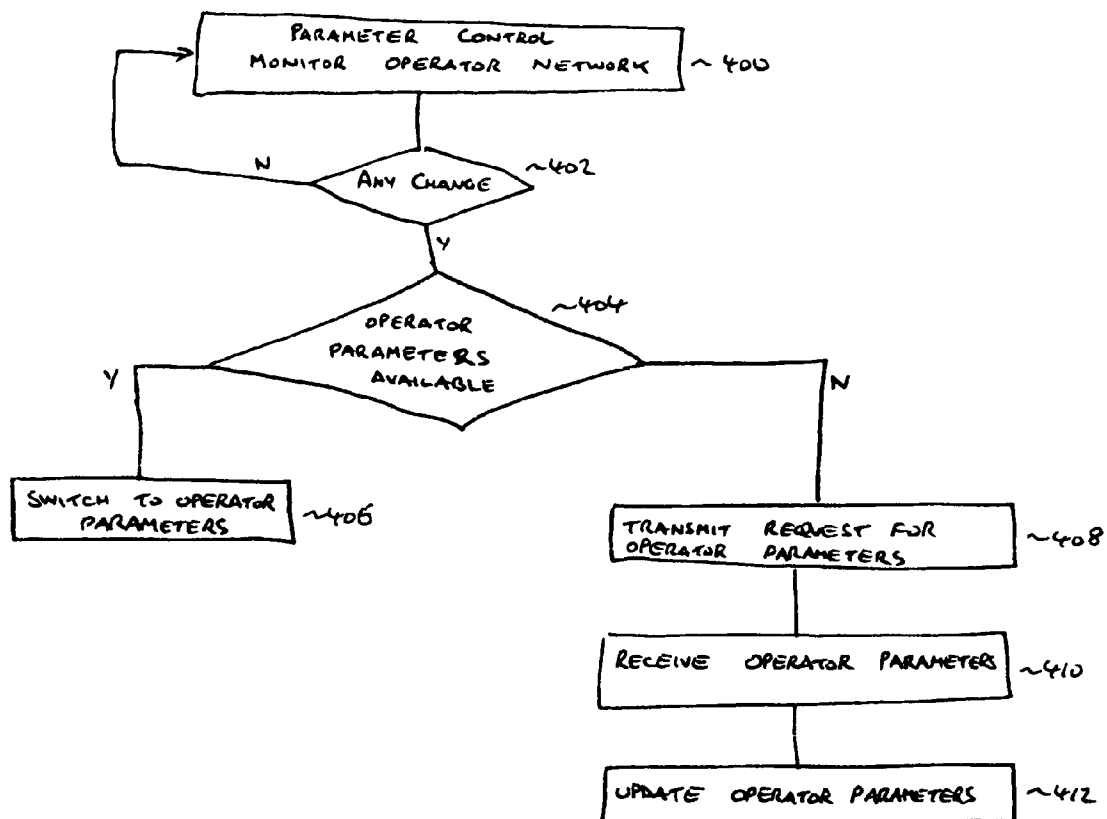 PARAMETER CONTROL
MONITOR OPERATOR NETWORK
~400
N
ANY CHANGE
~402
Y
~404
OPERATOR
PARAMETERS
AVAILABLE
Y
N
SWITCH TO OPERATOR
PARAMETERS
~406
TRANSMIT REQUEST FOR
OPERATOR PARAMETERS
~408
RECEIVE OPERATOR PARAMETERS
~410
UPDATE OPERATOR PARAMETERS
~412